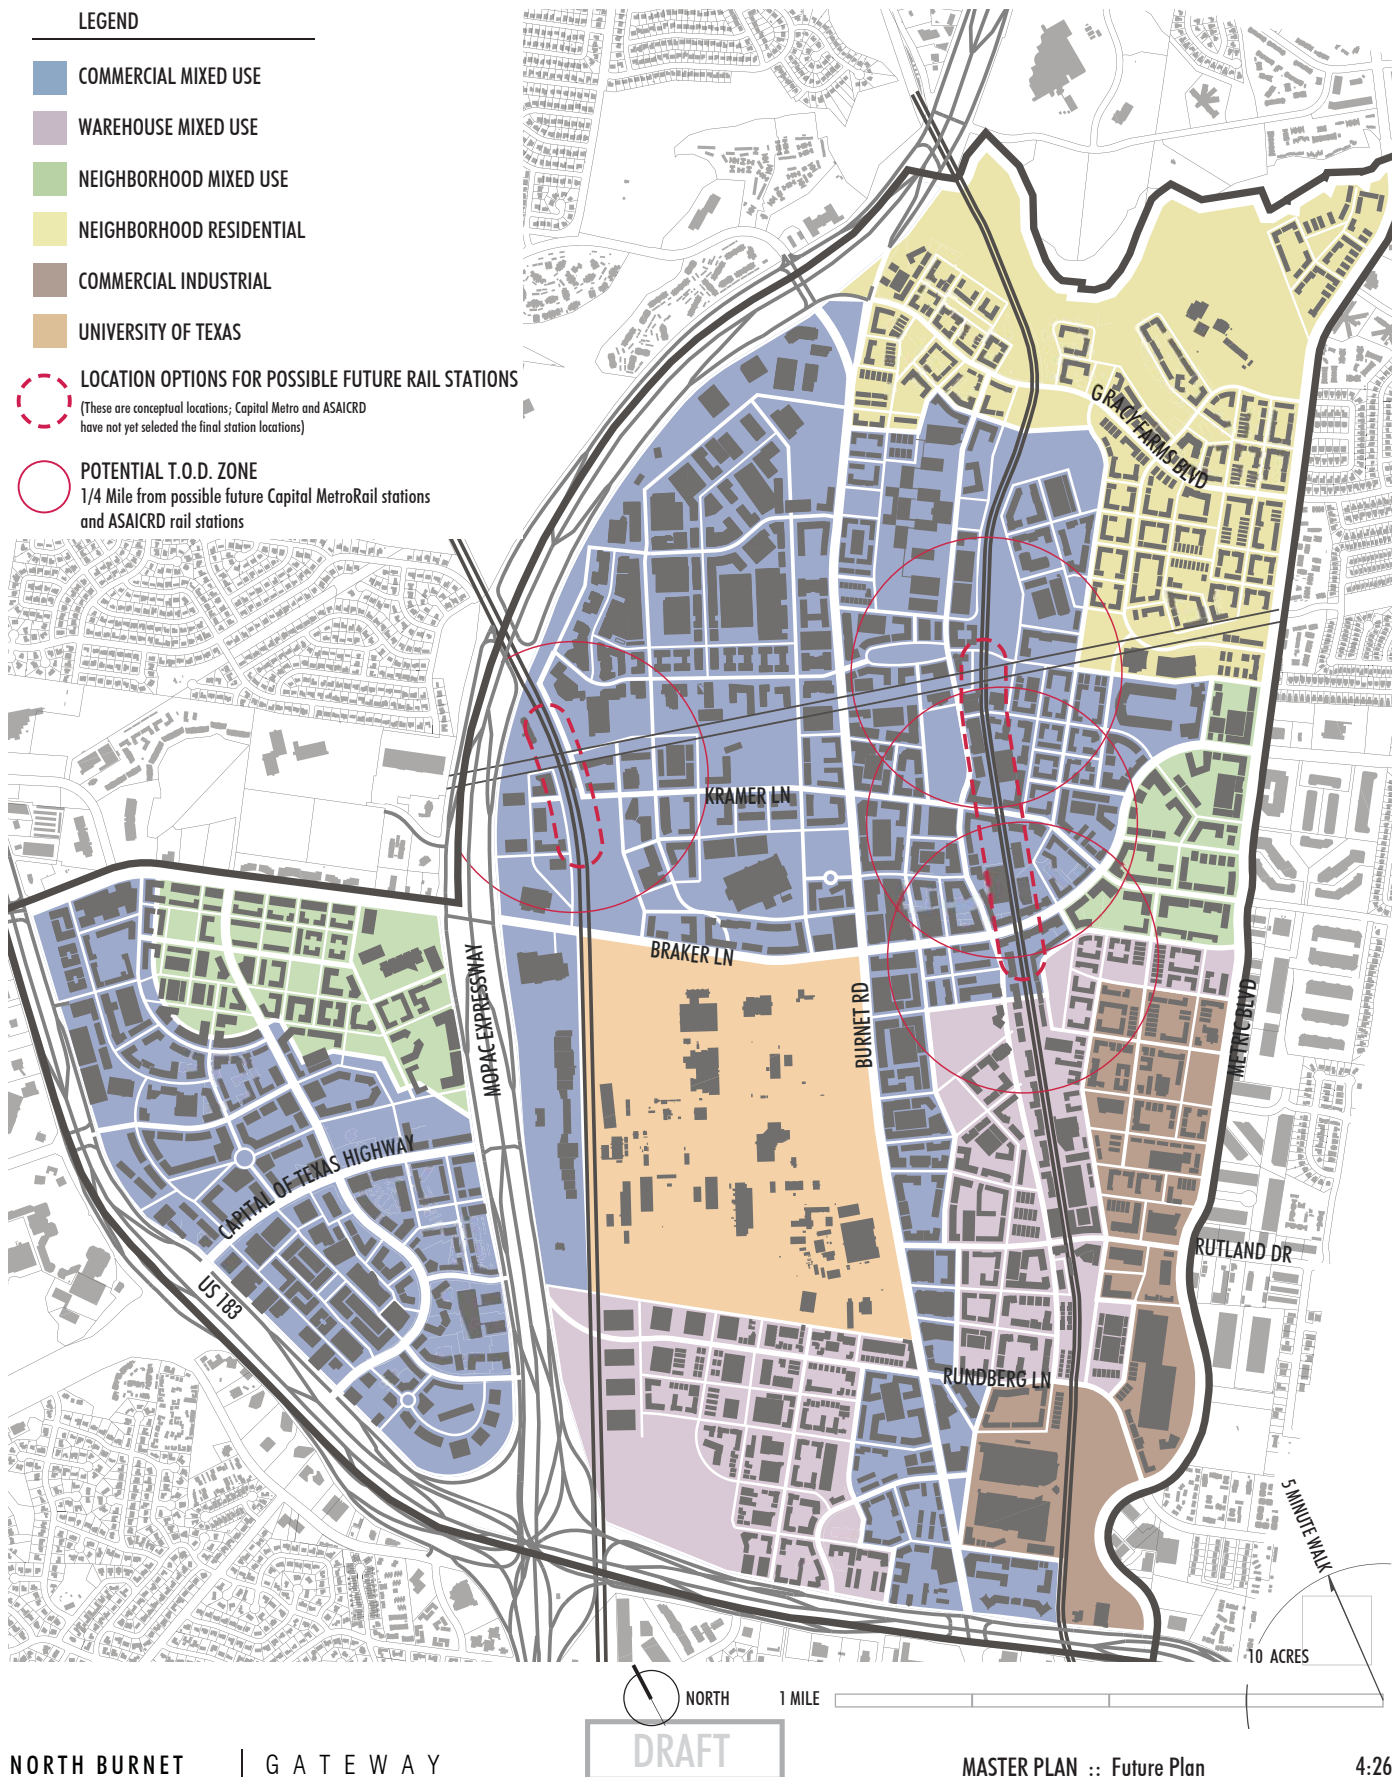 LEGEND
COMMERCIAL MIXED USE
WAREHOUSE MIXED USE
NEIGHBORHOOD MIXED USE
NEIGHBORHOOD RESIDENTIAL
COMMERCIAL INDUSTRIAL
UNIVERSITY OF TEXAS
LOCATION OPTIONS FOR POSSIBLE FUTURE RAIL STATIONS
(These are conceptual locations; Capital Metro and ASAICRD
have not yet selected the final station locations)
POTENTIAL T.O.D. ZONE
1/4 Mile from possible future Capital MetroRail stations
and ASAICRD rail stations
GRACY FARMS BLVD
KRAMER LN
BRAKER LN
MOPAC EXPRESSWAY
BURNET RD
METRIC BLVD
CAPITAL OF TEXAS HIGHWAY
US 183
RUTLAND DR
RUNDBERG LN
5 MINUTE WALK
10 ACRES
NORTH
1 MILE
DRAFT
NORTH BURNET | GATEWAY
MASTER PLAN :: Future Plan
4:26